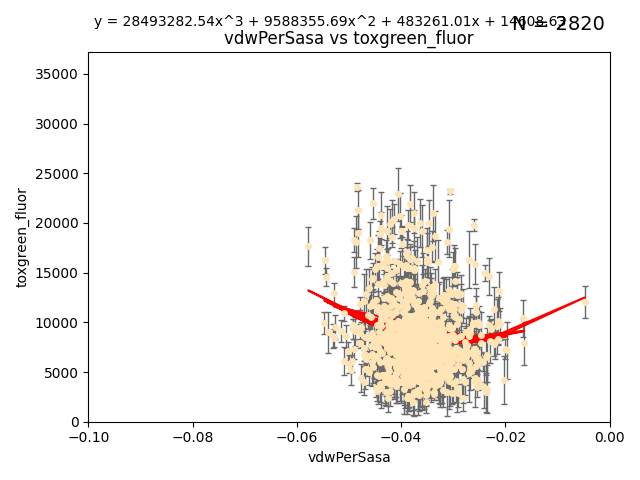 y = 28493282.54x^3 + 9588355.69x^2 + 483261.01x + 14608.63
N = 2820
vdwPerSasa vs toxgreen_fluor
35000
30000
25000
20000
15000
10000
5000
0
toxgreen_fluor
−0.10
−0.08
−0.06
−0.04
−0.02
0.00
vdwPerSasa